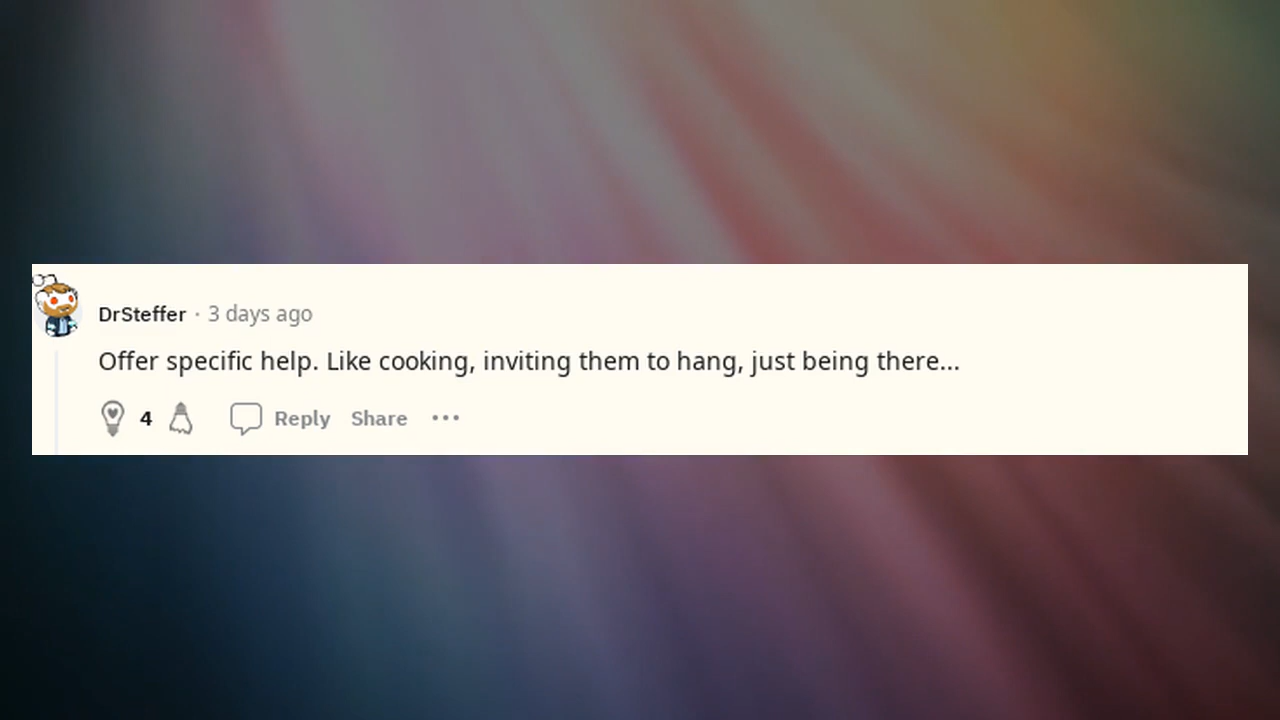 DrSteffer · 3 days ago
Offer specific help. Like cooking, inviting them to hang, just being there...
4 Reply Share